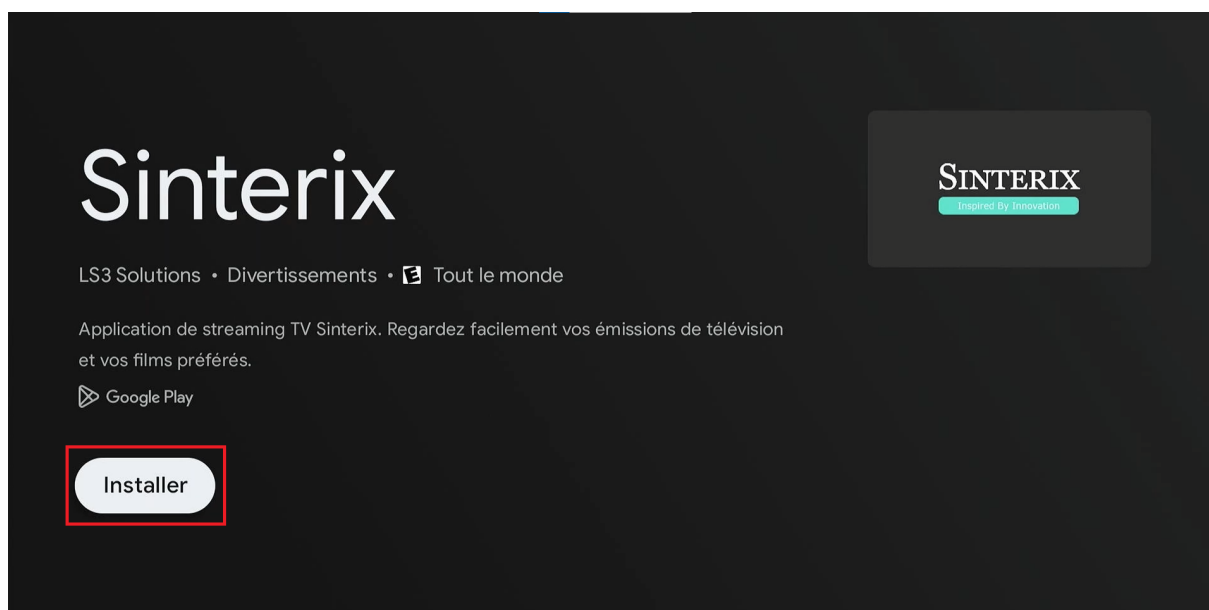 Sinterix
LS3 Solutions • Divertissements • E Tout le monde
Application de streaming TV Sinterix. Regardez facilement vos émissions de télévision
et vos films préférés.
Google Play
Installer
SINTERIX
Inspired By Innovation